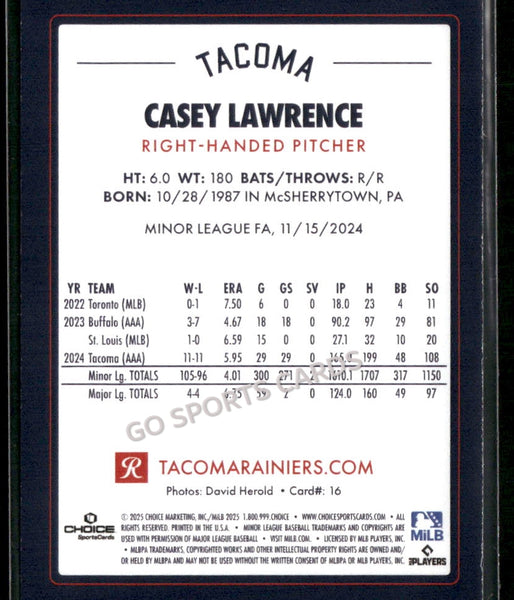 TACOMA
CASEY LAWRENCE
RIGHT-HANDED PITCHER
HT: 6.0 WT: 180 BATS/THROWS: R/R
BORN: 10/28/1987 IN McSHERRYTOWN, PA
MINOR LEAGUE FA, 11/15/2024
YR TEAM W-L ERA G GS SV IP H BB SO
2022 Toronto (MLB) 0-1 7.50 6 0 0 18.0 23 4 11
2023 Buffalo (AAA) 3-7 4.67 18 18 0 90.2 97 29 81
St. Louis (MLB) 1-0 6.59 15 0 0 27.1 32 10 20
2024 Tacoma (AAA) 11-11 5.95 29 29 0 165.0 199 48 108
Minor Lg. TOTALS 105-96 4.01 300 271 2 1610.1 1707 317 1150
Major Lg. TOTALS 4-4 6.75 59 2 0 124.0 160 49 97
GO SPORTS CARDS
R TACOMARAINIERS.COM
Photos: David Herold • Card#: 16
© 2025 CHOICE MARKETING, INC./MiLB 2025 1.800.999.CHOICE • WWW.CHOICESPORTSCARDS.COM • ALL
RIGHTS RESERVED. PRINTED IN THE U.S.A. • MINOR LEAGUE BASEBALL TRADEMARKS AND COPYRIGHTS ARE
USED WITH PERMISSION OF MAJOR LEAGUE BASEBALL • VISIT MILB.COM. • LICENSED BY MLB PLAYERS, INC.
• MLBPA TRADEMARKS, COPYRIGHTED WORKS AND OTHER INTELLECTUAL PROPERTY RIGHTS ARE OWNED AND/
OR HELD BY MLBPA AND MAY NOT BE USED WITHOUT THE WRITTEN CONSENT OF MLBPA OR MLB PLAYERS, INC.
CHOICE
SportsCards
MiLB
PLAYERS